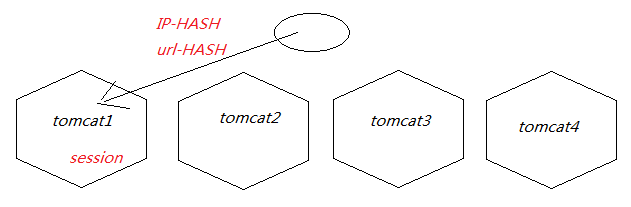 IP-HASH
url-HASH
tomcat1
tomcat2
tomcat3
tomcat4
session